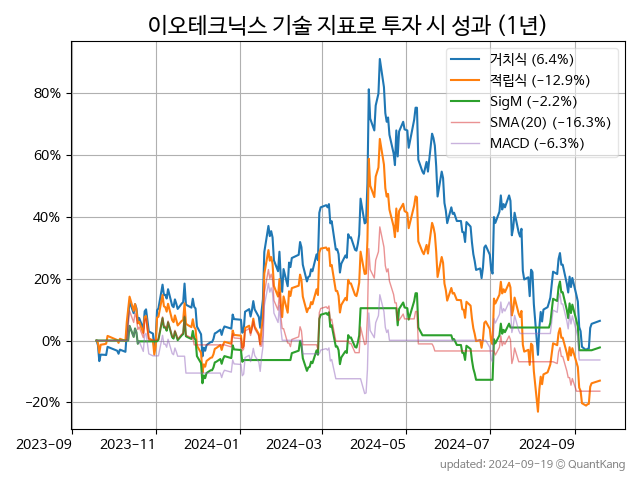 이오테크닉스 기술 지표로 투자 시 성과 (1년)
거치식 (6.4%)
적립식 (−12.9%)
SigM (−2.2%)
SMA(20) (−16.3%)
MACD (−6.3%)
80%
60%
40%
20%
0%
−20%
2023-09 2023-11 2024-01 2024-03 2024-05 2024-07 2024-09
updated: 2024-09-19 @ QuantKang